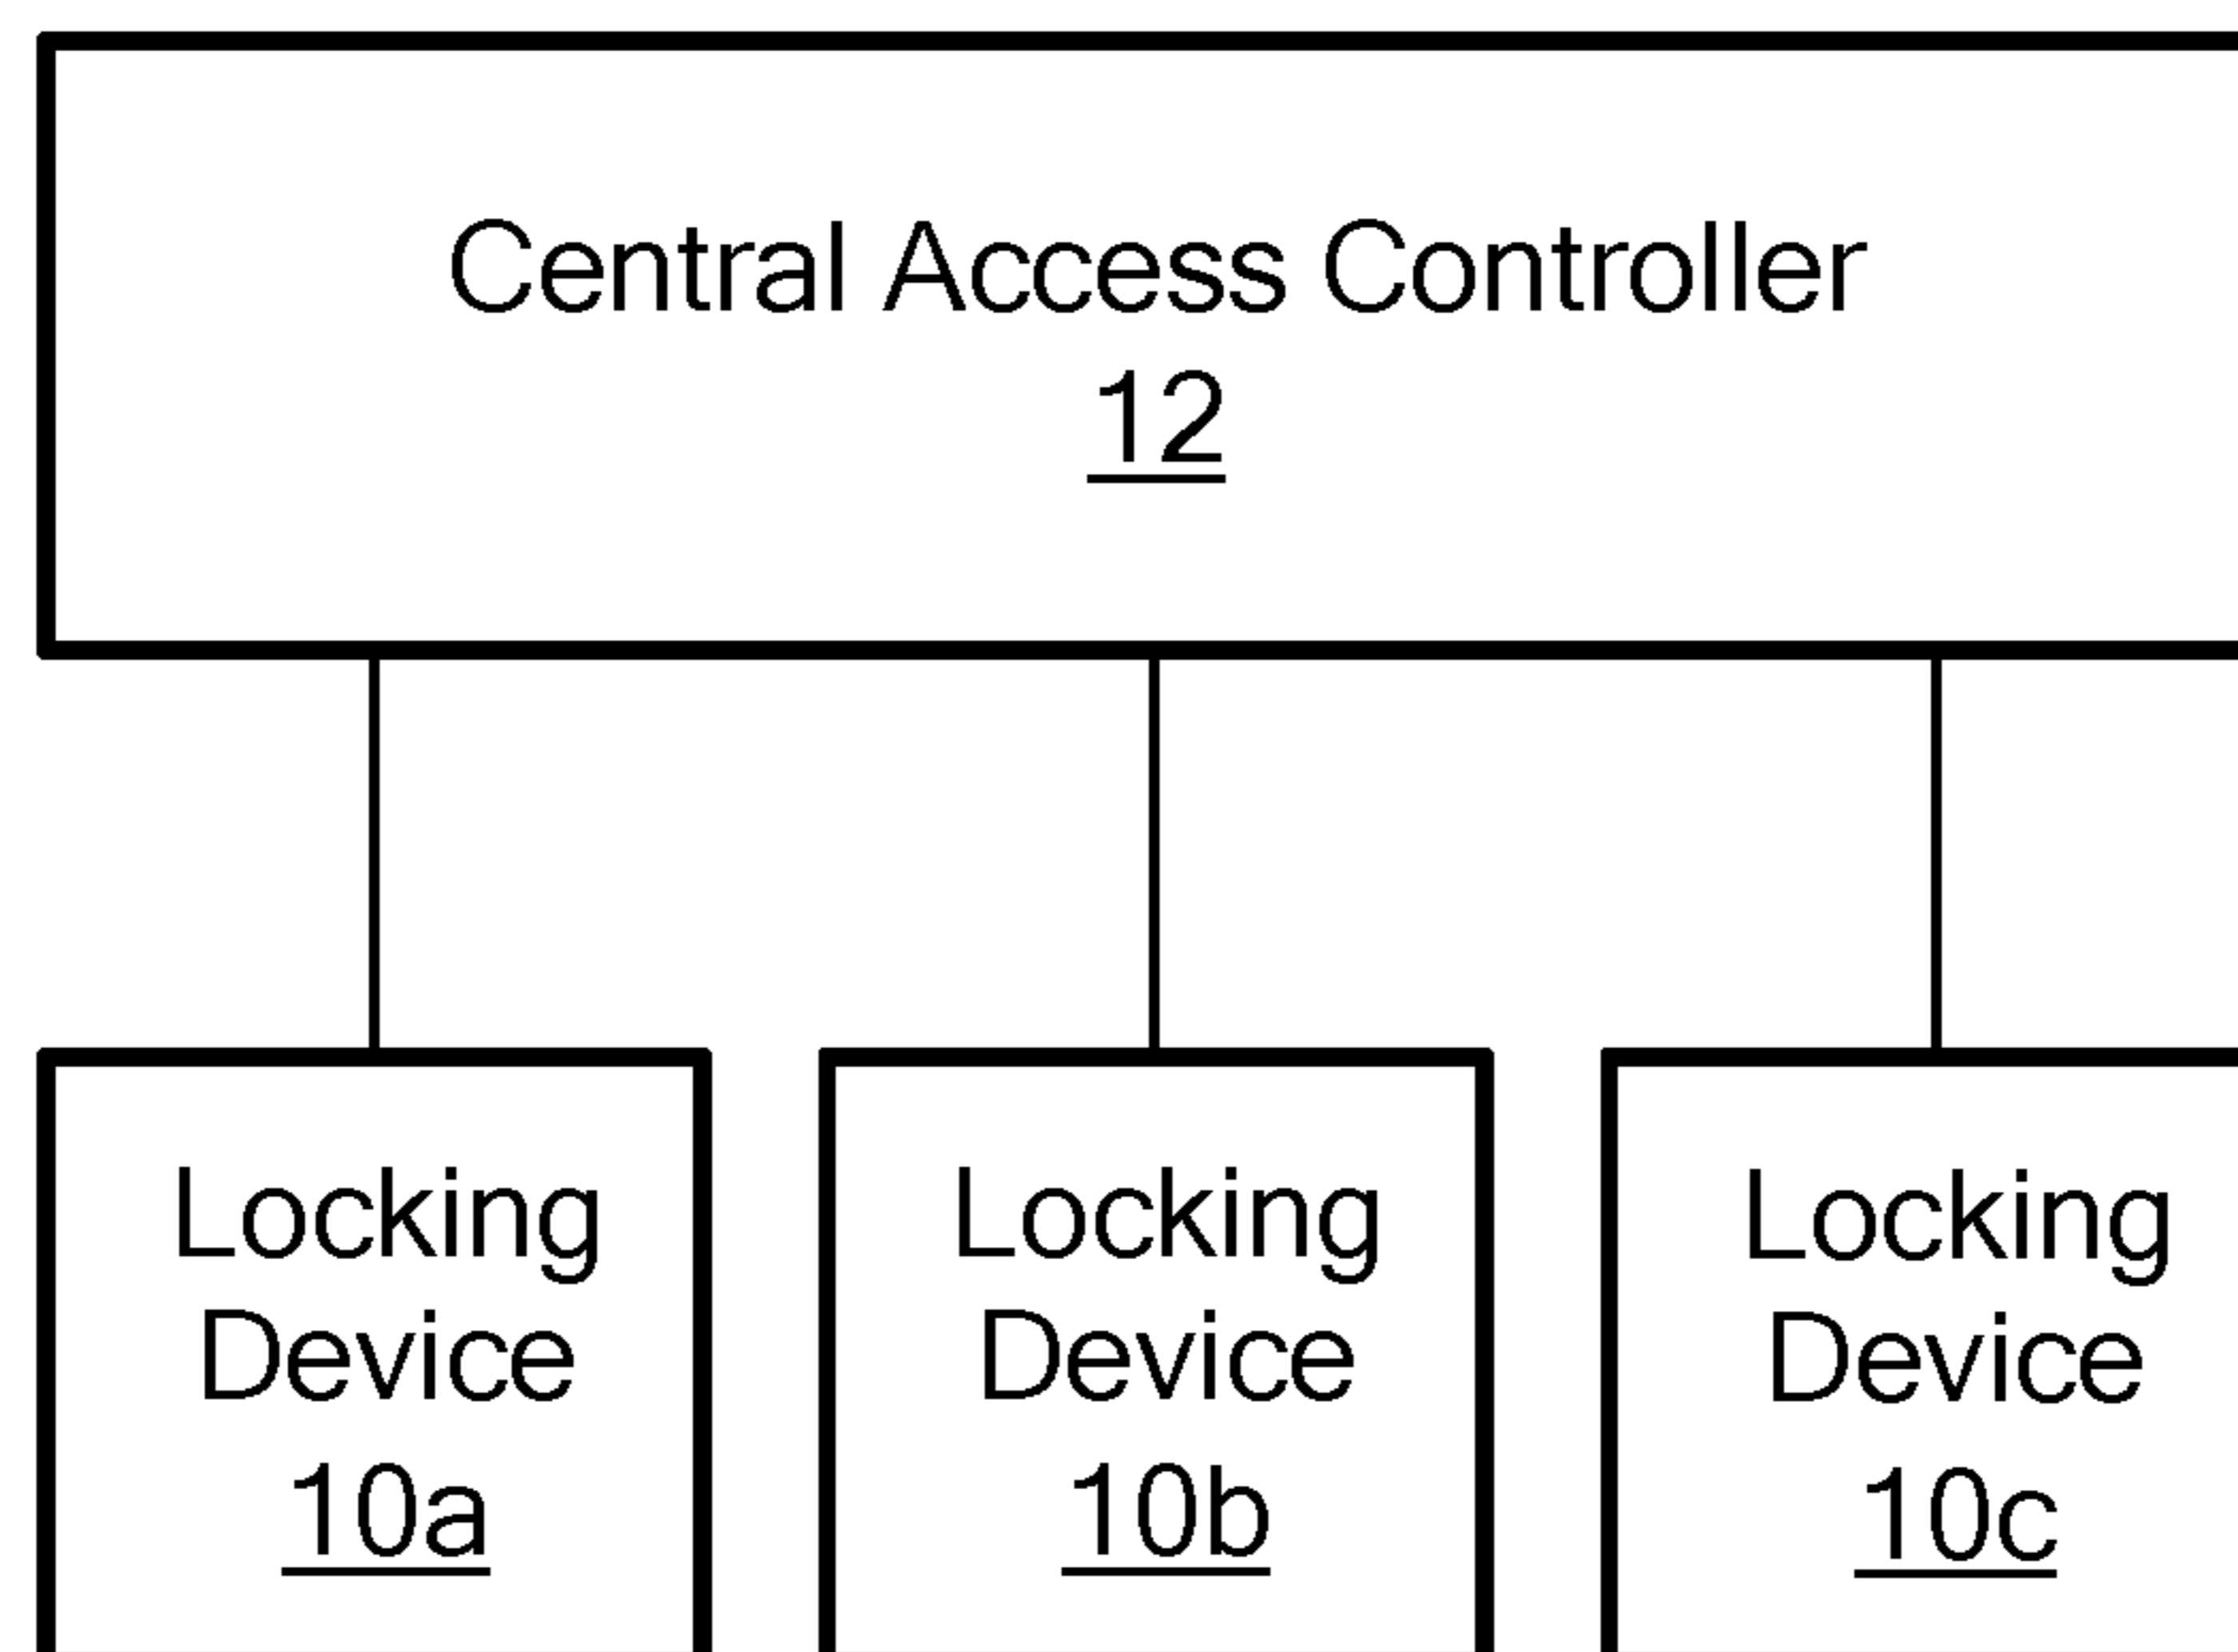 Central Access Controller
12
Locking
Device
10a
Locking
Device
10b
Locking
Device
10c